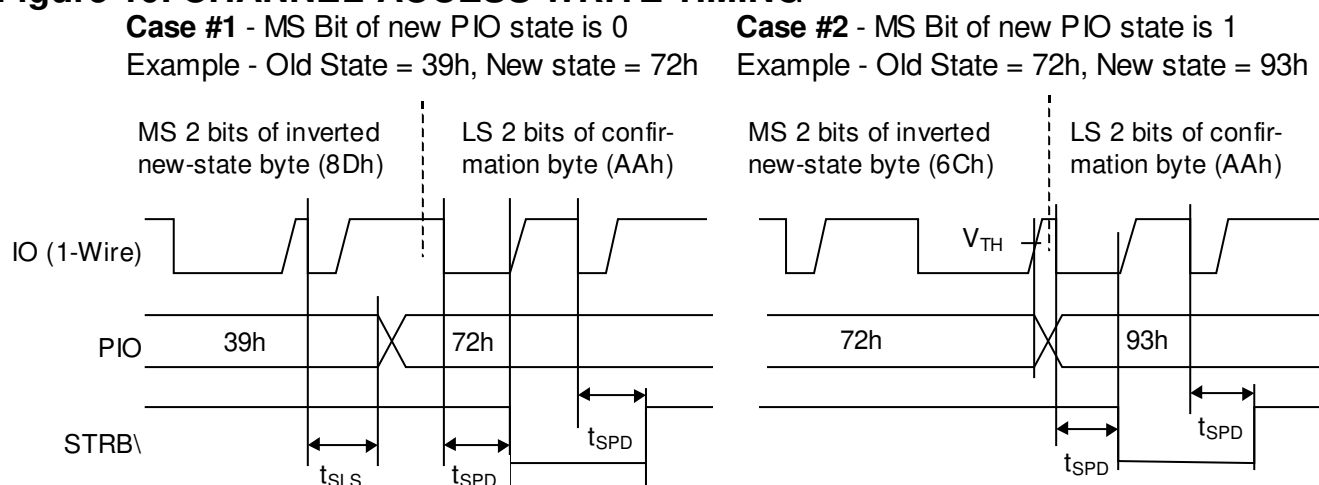 Case #1 - MS Bit of new PIO state is 0
Example - Old State = 39h, New state = 72h
Case #2 - MS Bit of new PIO state is 1
Example - Old State = 72h, New state = 93h
MS 2 bits of inverted
new-state byte (8Dh)
LS 2 bits of confir-
mation byte (AAh)
MS 2 bits of inverted
new-state byte (6Ch)
LS 2 bits of confir-
mation byte (AAh)
IO (1-Wire)
VTH
PIO
39h
72h
72h
93h
STRB\
tSLS
tSPD
tSPD
tSPD
tSPD